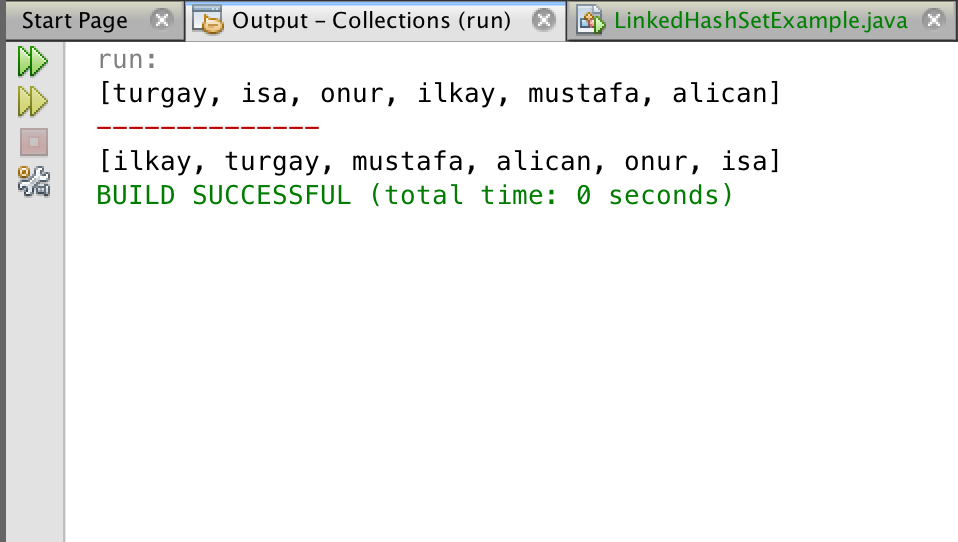 Start Page Output – Collections (run) LinkedHashSetExample.java
run:
[turgay, isa, onur, ilkay, mustafa, alican]
--------------
[ilkay, turgay, mustafa, alican, onur, isa]
BUILD SUCCESSFUL (total time: 0 seconds)